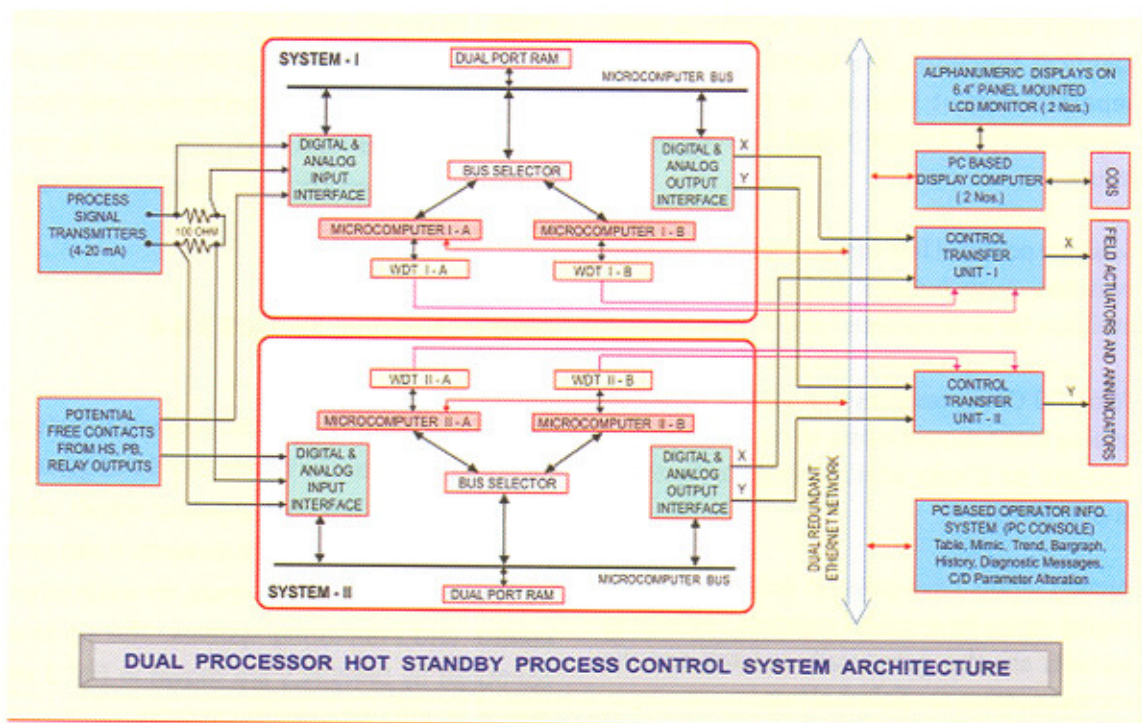 SYSTEM - I
DUAL PORT RAM
MICROCOMPUTER BUS
DIGITAL &
ANALOG
INPUT
INTERFACE
BUS SELECTOR
DIGITAL &
ANALOG
OUTPUT
INTERFACE
X
Y
MICROCOMPUTER I - A
MICROCOMPUTER I - B
WDT I - A
WDT I - B
PROCESS
SIGNAL
TRANSMITTERS
(4-20 mA)
100 OHM
POTENTIAL
FREE CONTACTS
FROM HS, PB,
RELAY OUTPUTS
WDT II - A
WDT II - B
MICROCOMPUTER II - A
MICROCOMPUTER II - B
DIGITAL &
ANALOG
INPUT
INTERFACE
BUS SELECTOR
DIGITAL &
ANALOG
OUTPUT
INTERFACE
X
Y
MICROCOMPUTER BUS
SYSTEM - II
DUAL PORT RAM
DUAL REDUNDANT
ETHERNET NETWORK
ALPHANUMERIC DISPLAYS ON
6.4" PANEL MOUNTED
LCD MONITOR ( 2 Nos.)
PC BASED
DISPLAY COMPUTER
( 2 Nos.)
COIS
CONTROL
TRANSFER
UNIT - I
X
CONTROL
TRANSFER
UNIT - II
Y
FIELD ACTUATORS AND ANNUNCIATORS
PC BASED OPERATOR INFO.
SYSTEM (PC CONSOLE)
Table, Mimic, Trend, Bargraph,
History, Diagnostic Messages,
C/D Parameter Alteration
DUAL PROCESSOR HOT STANDBY PROCESS CONTROL SYSTEM ARCHITECTURE